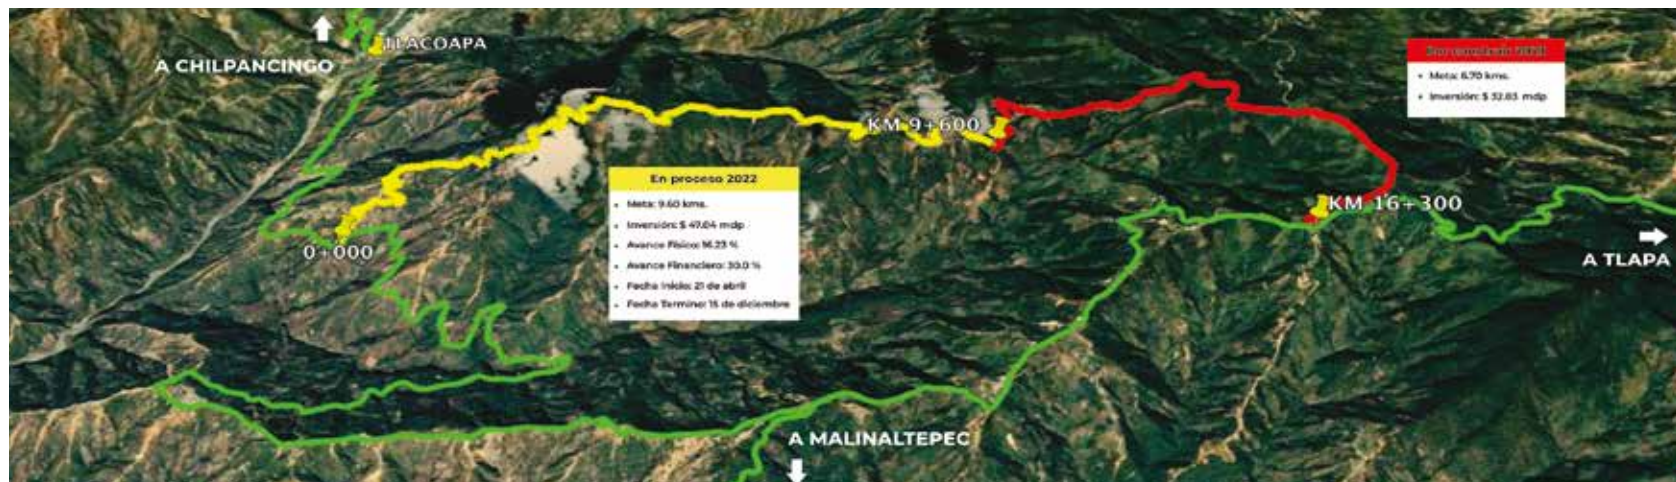 TLACOAPA
A CHILPANCINGO
• Meta: 6.70 kms.
• Inversión: $ 32.83 mdp
KM 9+600
En proceso 2022
• Meta: 9.60 kms.
• Inversión: $ 47.04 mdp
• Avance Físico: 16.23 %
• Avance Financiero: 30.0 %
• Fecha Inicio: 21 de abril
• Fecha Termino: 15 de diciembre
KM 16+300
0+000
A TLAPA
A MALINALTEPEC